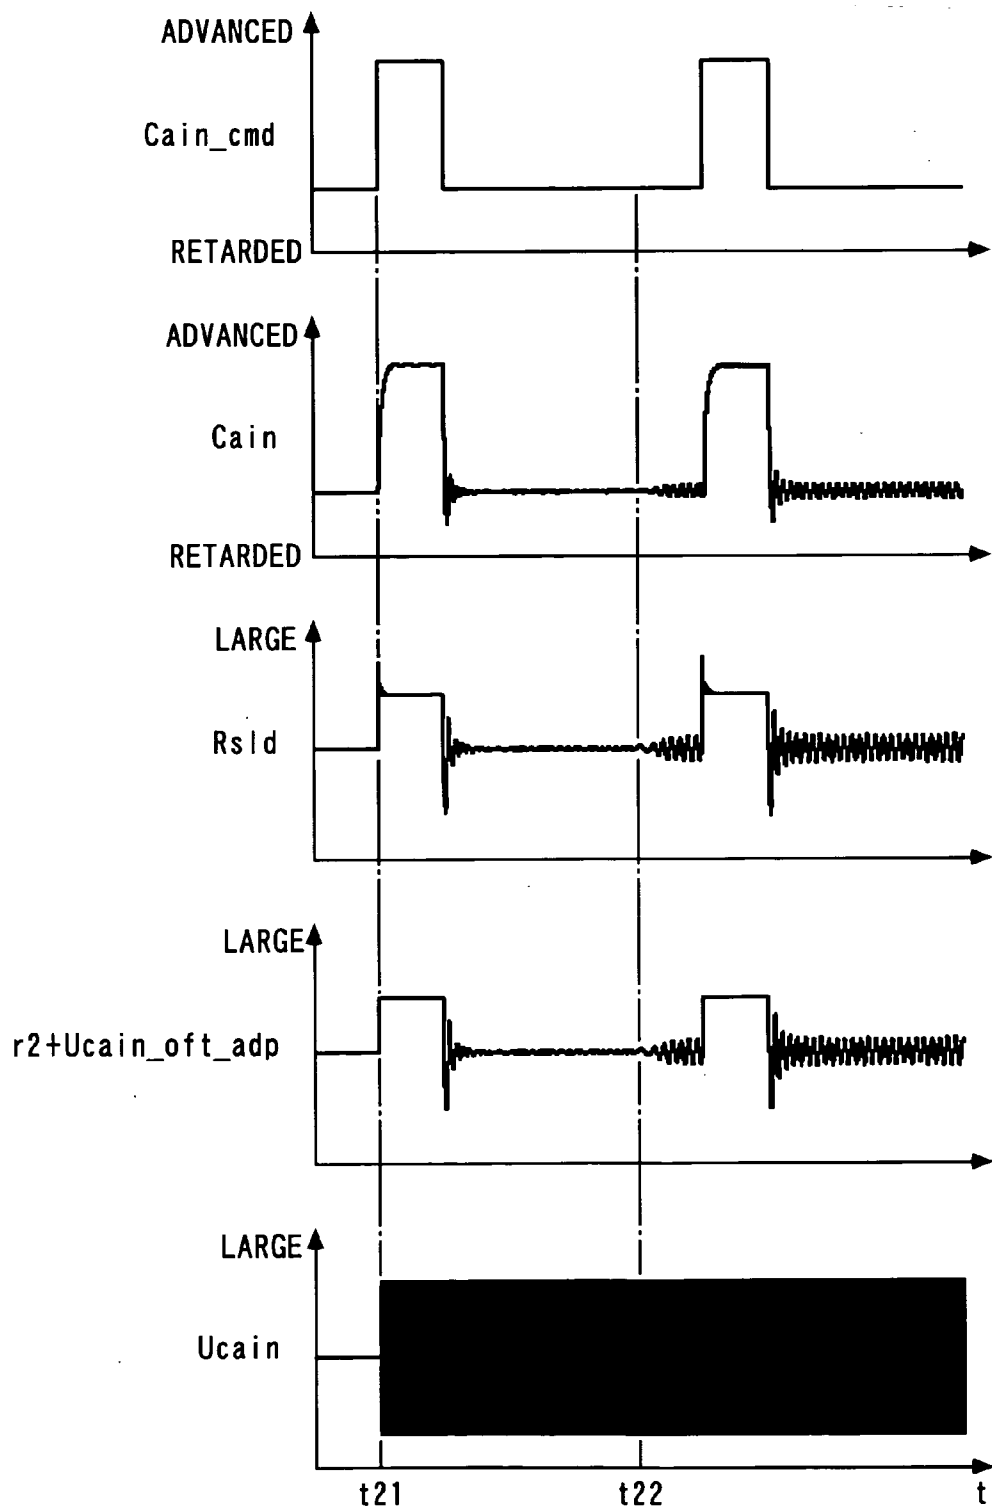 ADVANCED
Cain_cmd
RETARDED
ADVANCED
Cain
RETARDED
LARGE
Rsld
LARGE
r2+Ucain_oft_adp
LARGE
Ucain
t21 t22 t